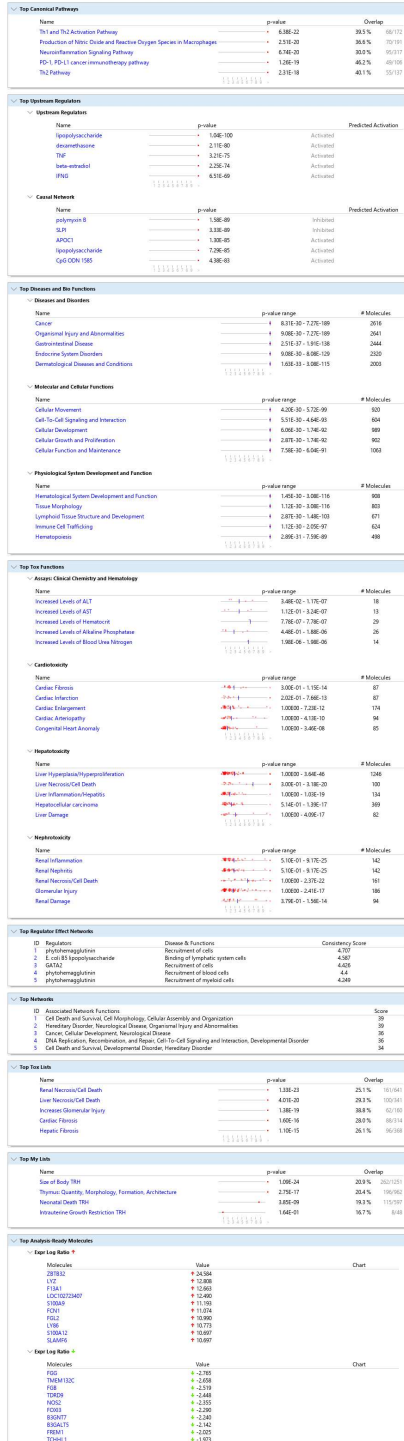 Top Canonical Pathways
Name p-value Overlap
Th1 and Th2 Activation Pathway 6.38E-22 39.5 % 68/172
Production of Nitric Oxide and Reactive Oxygen Species in Macrophages 2.51E-20 36.6 % 70/191
Neuroinflammation Signaling Pathway 6.74E-20 30.0 % 95/317
PD-1, PD-L1 cancer immunotherapy pathway 1.26E-19 46.2 % 49/106
Th2 Pathway 2.31E-18 40.1 % 55/137
Top Upstream Regulators
Upstream Regulators
Name p-value Predicted Activation
lipopolysaccharide 1.04E-100 Activated
dexamethasone 2.11E-80 Activated
TNF 3.21E-75 Activated
beta-estradiol 2.25E-74 Activated
IFNG 6.51E-69 Activated
Causal Network
Name p-value Predicted Activation
polymyxin B 1.58E-89 Inhibited
SLPI 3.33E-89 Inhibited
APOC1 1.30E-85 Activated
lipopolysaccharide 7.29E-85 Activated
CpG ODN 1585 4.38E-83 Activated
Top Diseases and Bio Functions
Diseases and Disorders
Name p-value range # Molecules
Cancer 8.31E-30 - 7.27E-189 2616
Organismal Injury and Abnormalities 9.08E-30 - 7.27E-189 2641
Gastrointestinal Disease 2.51E-37 - 1.91E-138 2444
Endocrine System Disorders 9.08E-30 - 8.08E-129 2320
Dermatological Diseases and Conditions 1.63E-33 - 3.08E-115 2003
Molecular and Cellular Functions
Name p-value range # Molecules
Cellular Movement 4.20E-30 - 5.72E-99 920
Cell-To-Cell Signaling and Interaction 5.51E-30 - 4.64E-93 604
Cellular Development 6.06E-30 - 1.74E-92 989
Cellular Growth and Proliferation 2.87E-30 - 1.74E-92 902
Cellular Function and Maintenance 7.58E-30 - 6.04E-91 1063
Physiological System Development and Function
Name p-value range # Molecules
Hematological System Development and Function 1.45E-30 - 3.08E-116 908
Tissue Morphology 1.12E-30 - 3.08E-116 803
Lymphoid Tissue Structure and Development 2.87E-30 - 1.48E-103 671
Immune Cell Trafficking 1.12E-30 - 2.05E-97 624
Hematopoiesis 2.89E-31 - 7.59E-89 498
Top Tox Functions
Assays: Clinical Chemistry and Hematology
Name p-value range # Molecules
Increased Levels of ALT 3.48E-02 - 1.17E-07 18
Increased Levels of AST 1.12E-01 - 3.24E-07 13
Increased Levels of Hematocrit 7.78E-07 - 7.78E-07 29
Increased Levels of Alkaline Phosphatase 4.48E-01 - 1.88E-06 26
Increased Levels of Blood Urea Nitrogen 1.98E-06 - 1.98E-06 14
Cardiotoxicity
Name p-value range # Molecules
Cardiac Fibrosis 3.00E-01 - 1.15E-14 87
Cardiac Infarction 2.02E-01 - 7.66E-13 87
Cardiac Enlargement 1.00E00 - 7.23E-12 174
Cardiac Arteriopathy 1.00E00 - 4.13E-10 94
Congenital Heart Anomaly 1.00E00 - 3.46E-08 85
Hepatotoxicity
Name p-value range # Molecules
Liver Hyperplasia/Hyperproliferation 1.00E00 - 3.64E-46 1246
Liver Necrosis/Cell Death 3.00E-01 - 3.18E-20 100
Liver Inflammation/Hepatitis 1.00E00 - 1.03E-19 134
Hepatocellular carcinoma 5.14E-01 - 1.39E-17 369
Liver Damage 1.00E00 - 4.09E-17 82
Nephrotoxicity
Name p-value range # Molecules
Renal Inflammation 5.10E-01 - 9.17E-25 142
Renal Nephritis 5.10E-01 - 9.17E-25 142
Renal Necrosis/Cell Death 1.00E00 - 2.37E-22 161
Glomerular Injury 1.00E00 - 2.41E-17 186
Renal Damage 3.79E-01 - 1.56E-14 94
Top Regulator Effect Networks
ID Regulators Disease & Functions Consistency Score
1 phytohemagglutinin Recruitment of cells 4.707
2 E. coli B5 lipopolysaccharide Binding of lymphatic system cells 4.587
3 GATA2 Recruitment of cells 4.426
4 phytohemagglutinin Recruitment of blood cells 4.4
5 phytohemagglutinin Recruitment of myeloid cells 4.249
Top Networks
ID Associated Network Functions Score
1 Cell Death and Survival, Cell Morphology, Cellular Assembly and Organization 39
2 Hereditary Disorder, Neurological Disease, Organismal Injury and Abnormalities 39
3 Cancer, Cellular Development, Neurological Disease 36
4 DNA Replication, Recombination, and Repair, Cell-To-Cell Signaling and Interaction, Developmental Disorder 36
5 Cell Death and Survival, Developmental Disorder, Hereditary Disorder 34
Top Tox Lists
Name p-value Overlap
Renal Necrosis/Cell Death 1.33E-23 25.1 % 161/641
Liver Necrosis/Cell Death 4.01E-20 29.3 % 100/341
Increases Glomerular Injury 1.38E-19 38.8 % 62/160
Cardiac Fibrosis 1.60E-16 28.0 % 88/314
Hepatic Fibrosis 1.10E-15 26.1 % 96/368
Top My Lists
Name p-value Overlap
Size of Body TRH 1.09E-24 20.9 % 262/1251
Thymus: Quantity, Morphology, Formation, Architecture 2.75E-17 20.4 % 196/962
Neonatal Death TRH 3.85E-09 19.3 % 115/597
Intrauterine Growth Restriction TRH 1.64E-01 16.7 % 8/48
Top Analysis-Ready Molecules
Expr Log Ratio
Molecules Value Chart
ZBTB32 24.584
LYZ 12.808
F13A1 12.663
LOC102723407 12.490
S100A9 11.193
FCN1 11.074
FGL2 10.990
LY86 10.773
S100A12 10.697
SLAMF6 10.697
Expr Log Ratio
Molecules Value Chart
FGG -2.765
TMEM132C -2.658
FGB -2.519
TDRD9 -2.448
NOS2 -2.355
FOXI3 -2.290
B3GNT7 -2.240
B3GALT5 -2.142
FREM1 -2.025
TCHHL1 -1.973